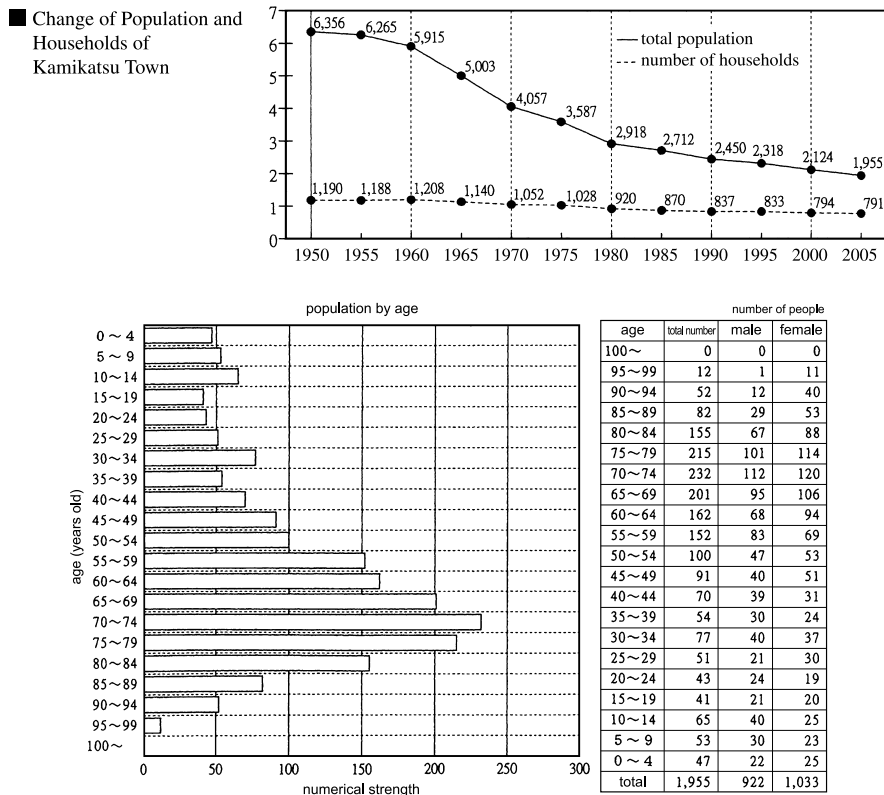 ■ Change of Population and
Households of
Kamikatsu Town
7
6
5
4
3
2
1
0
total population
number of households
6,356 6,265 5,915 5,003 4,057 3,587 2,918 2,712 2,450 2,318 2,124 1,955
1,190 1,188 1,208 1,140 1,052 1,028 920 870 837 833 794 791
1950 1955 1960 1965 1970 1975 1980 1985 1990 1995 2000 2005
population by age
age (years old)
0～4
5～9
10～14
15～19
20～24
25～29
30～34
35～39
40～44
45～49
50～54
55～59
60～64
65～69
70～74
75～79
80～84
85～89
90～94
95～99
100～
0 50 100 150 200 250 300
numerical strength
number of people
age total number male female
100～ 0 0 0
95～99 12 1 11
90～94 52 12 40
85～89 82 29 53
80～84 155 67 88
75～79 215 101 114
70～74 232 112 120
65～69 201 95 106
60～64 162 68 94
55～59 152 83 69
50～54 100 47 53
45～49 91 40 51
40～44 70 39 31
35～39 54 30 24
30～34 77 40 37
25～29 51 21 30
20～24 43 24 19
15～19 41 21 20
10～14 65 40 25
5～9 53 30 23
0～4 47 22 25
total 1,955 922 1,033